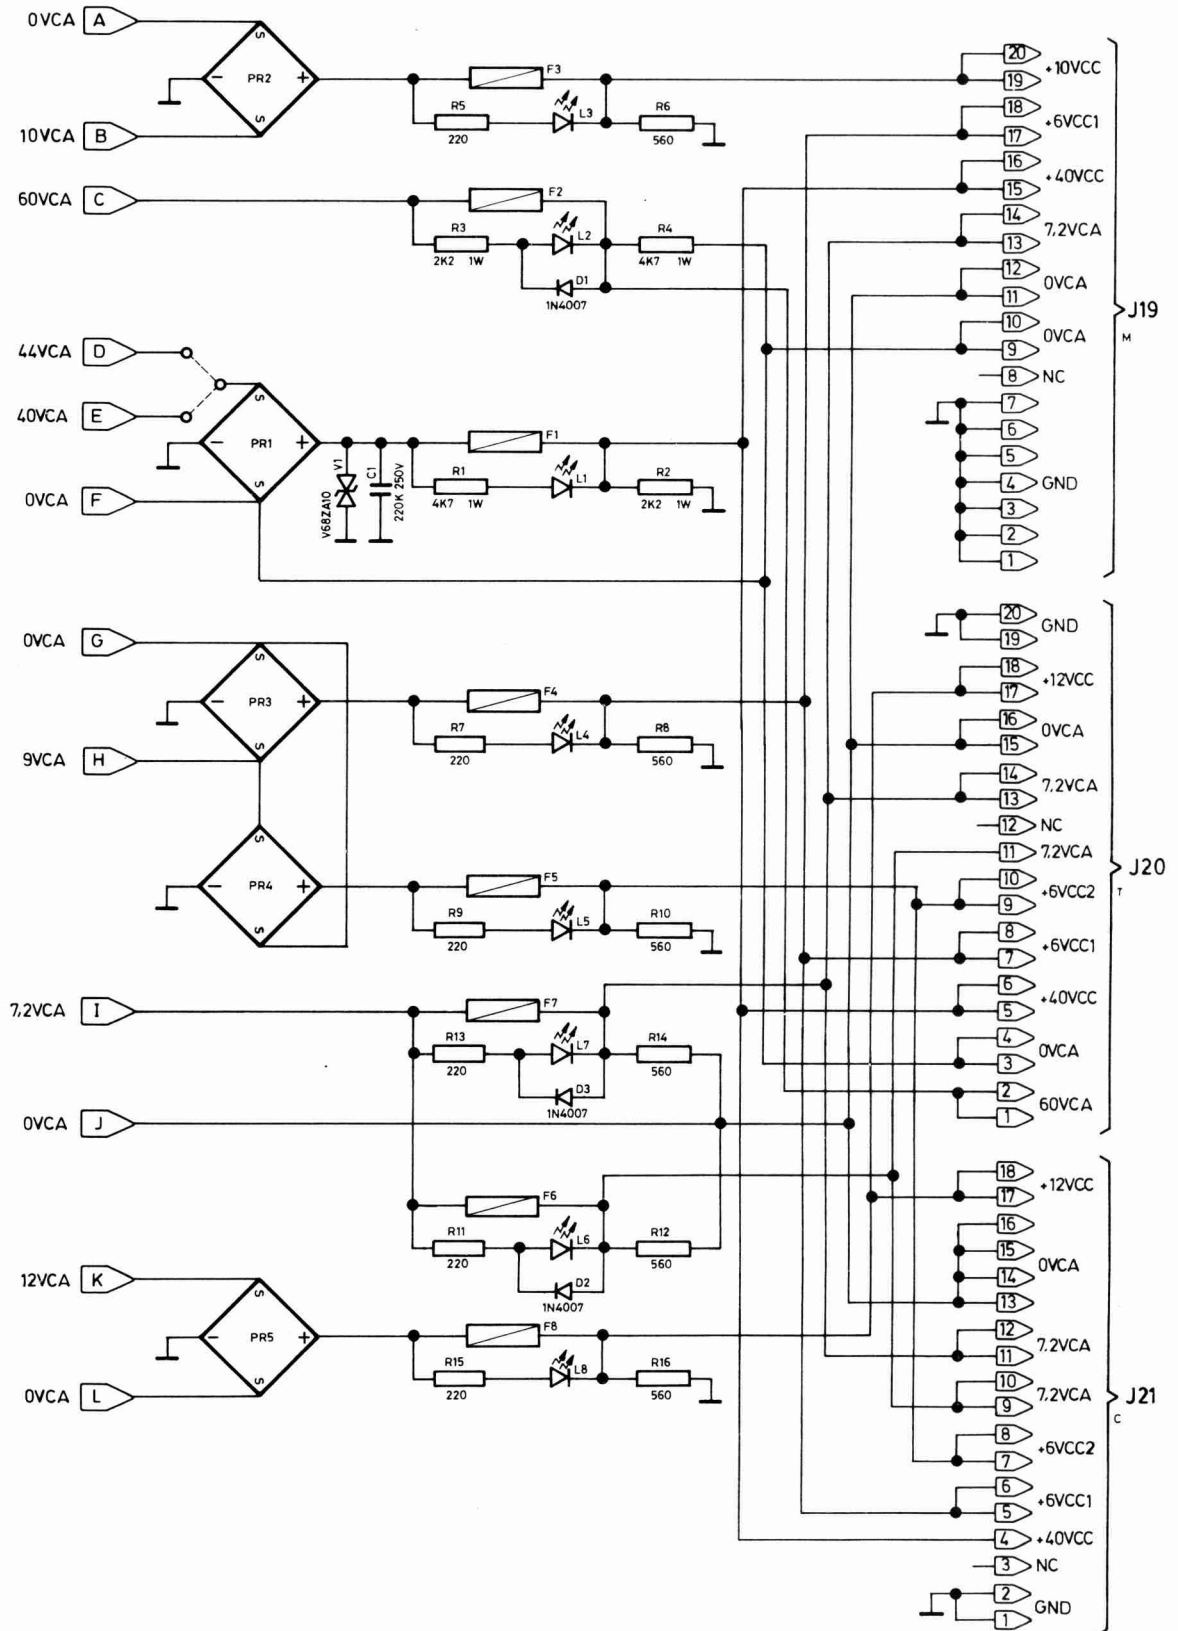 0VCA A
S
- PR2 +
S
10VCA B
F3
R5
220
L3
R6
560
60VCA C
F2
R3
2K2 1W
L2
D1
1N4007
R4
4K7 1W
44VCA D
40VCA E
S
- PR1 +
S
0VCA F
V1
V68ZA10
C1
220K 250V
F1
R1
4K7 1W
L1
R2
2K2 1W
0VCA G
S
- PR3 +
S
9VCA H
F4
R7
220
L4
R8
560
S
- PR4 +
S
F5
R9
220
L5
R10
560
7,2VCA I
F7
R13
220
L7
D3
1N4007
R14
560
0VCA J
F6
R11
220
L6
D2
1N4007
R12
560
12VCA K
S
- PR5 +
S
0VCA L
F8
R15
220
L8
R16
560
20
+10VCC
19
18
+6VCC1
17
16
+40VCC
15
14
7,2VCA
13
12
0VCA
11
10
0VCA
9
8 NC
7
6
5
4 GND
3
2
1
J19
M
20
GND
19
18
+12VCC
17
16
0VCA
15
14
7,2VCA
13
12 NC
11 7,2VCA
10
+6VCC2
9
8
+6VCC1
7
6
+40VCC
5
4
0VCA
3
2
60VCA
1
J20
T
18
+12VCC
17
16
15
0VCA
14
13
12
7,2VCA
11
10
7,2VCA
9
8
+6VCC2
7
6
+6VCC1
5
4 +40VCC
3 NC
2
GND
1
J21
C